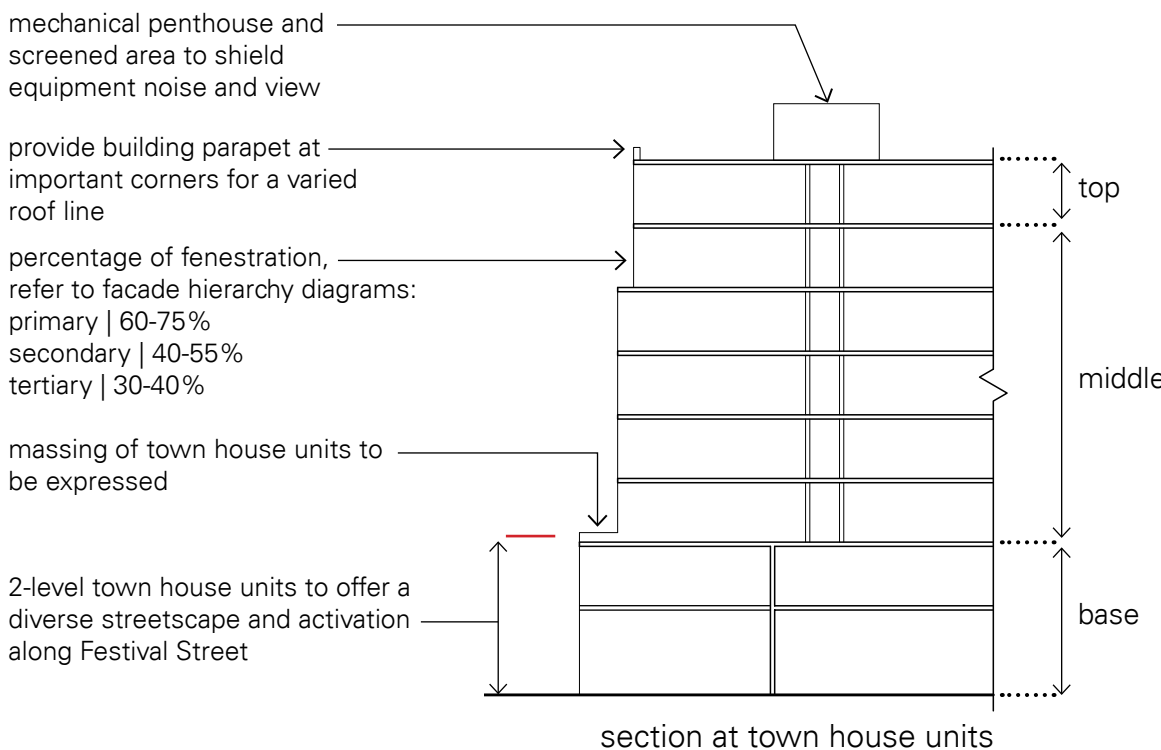 mechanical penthouse and
screened area to shield
equipment noise and view
provide building parapet at
important corners for a varied
roof line
percentage of fenestration,
refer to facade hierarchy diagrams:
primary | 60-75%
secondary | 40-55%
tertiary | 30-40%
massing of town house units to
be expressed
2-level town house units to offer a
diverse streetscape and activation
along Festival Street
top
middle
base
section at town house units